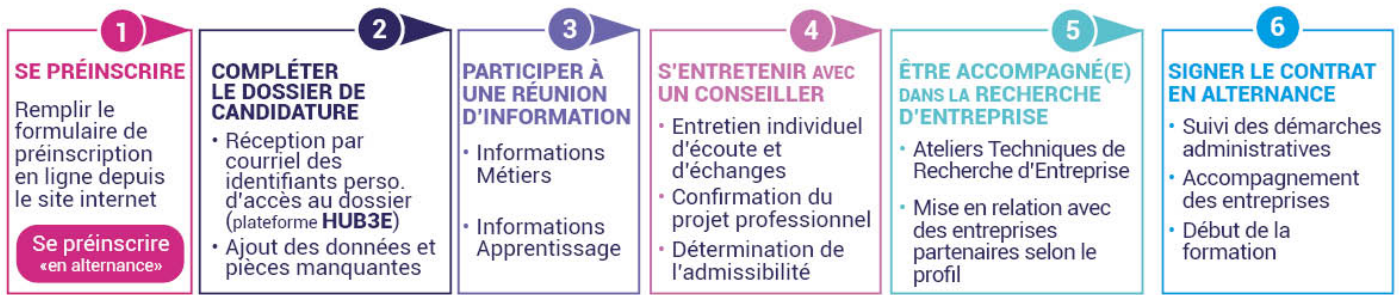 1
SE PRÉINSCRIRE
Remplir le
formulaire de
préinscription
en ligne depuis
le site internet
Se préinscrire
«en alternance»
2
COMPLÉTER
LE DOSSIER DE
CANDIDATURE
• Réception par
courriel des
identifiants perso.
d'accès au dossier
(plateforme HUB3E)
• Ajout des données et
pièces manquantes
3
PARTICIPER À
UNE RÉUNION
D'INFORMATION
• Informations
Métiers
• Informations
Apprentissage
4
S'ENTRETENIR AVEC
UN CONSEILLER
• Entretien individuel
d'écoute et
d'échanges
• Confirmation du
projet professionnel
• Détermination de
l'admissibilité
5
ÊTRE ACCOMPAGNÉ(E)
DANS LA RECHERCHE
D'ENTREPRISE
• Ateliers Techniques de
Recherche d'Entreprise
• Mise en relation avec
des entreprises
partenaires selon le
profil
6
SIGNER LE CONTRAT
EN ALTERNANCE
• Suivi des démarches
administratives
• Accompagnement
des entreprises
• Début de la
formation